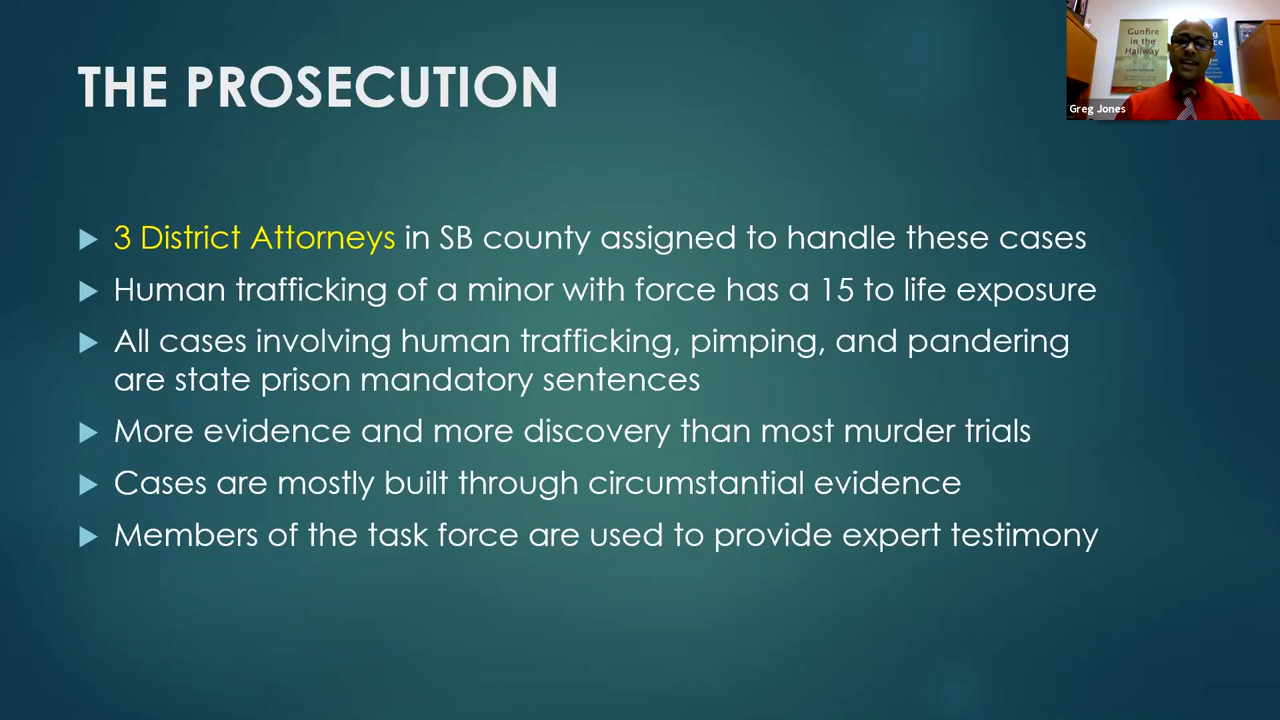 THE PROSECUTION
Gunfire
in the
Hallway
Greg Jones
3 District Attorneys in SB county assigned to handle these cases
Human trafficking of a minor with force has a 15 to life exposure
All cases involving human trafficking, pimping, and pandering
are state prison mandatory sentences
More evidence and more discovery than most murder trials
Cases are mostly built through circumstantial evidence
Members of the task force are used to provide expert testimony